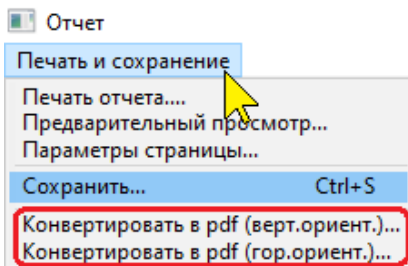 Отчет
Печать и сохранение
Печать отчета....
Предварительный просмотр...
Параметры страницы...
Сохранить... Ctrl+S
Конвертировать в pdf (верт.ориент.)...
Конвертировать в pdf (гор.ориент.)...